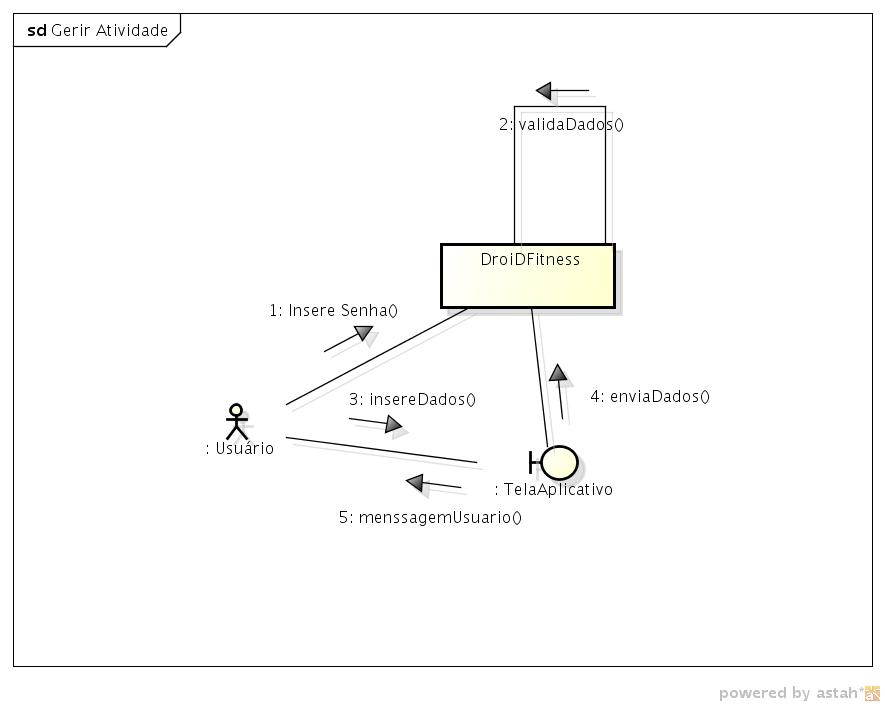 sd Gerir Atividade
2: validaDados()
DroiDFitness
1: Insere Senha()
3: insereDados()
4: enviaDados()
: Usuário
: TelaAplicativo
5: menssagemUsuario()
powered by astah*